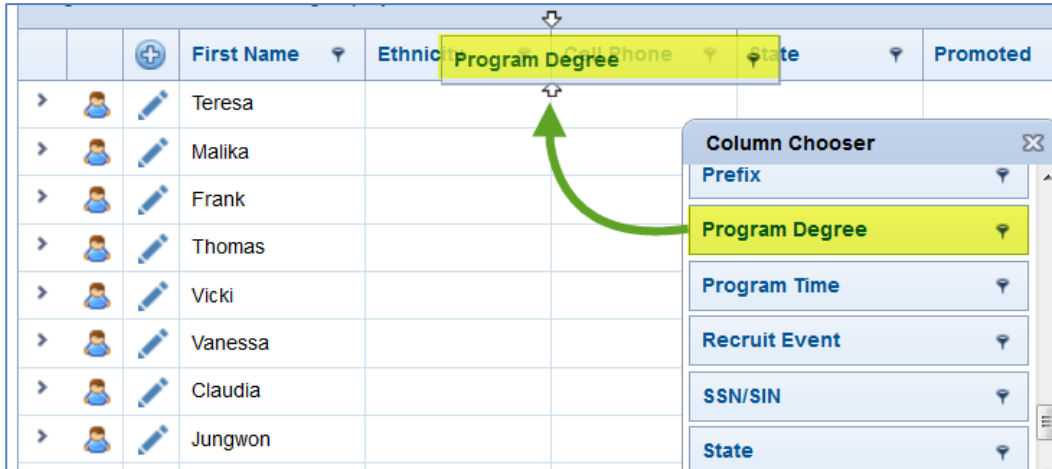 First Name Ethnicity Program Degree Cell Phone State Promoted
Teresa
Malika
Frank
Thomas
Vicki
Vanessa
Claudia
Jungwon
Column Chooser
Prefix
Program Degree
Program Time
Recruit Event
SSN/SIN
State